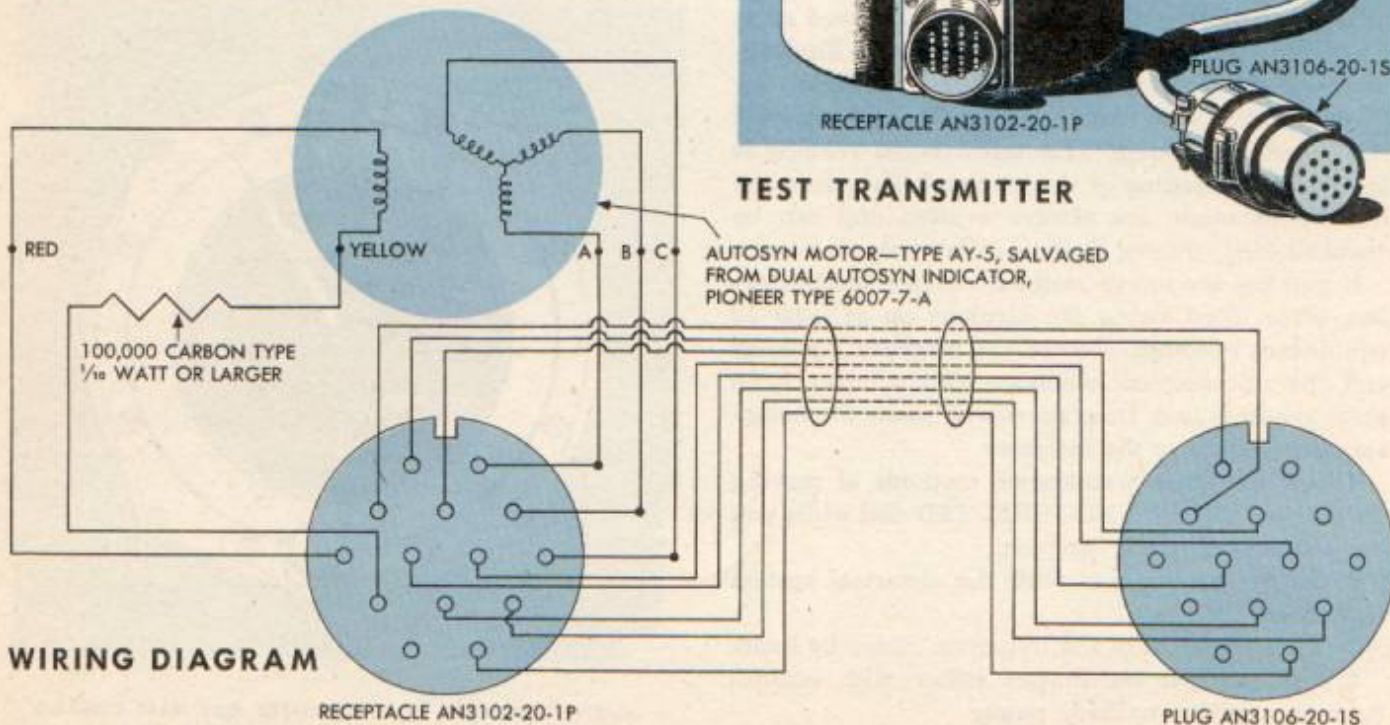 PLUG AN3106-20-1S
RECEPTACLE AN3102-20-1P
TEST TRANSMITTER
RED
YELLOW
A
B
C
AUTOSYN MOTOR—TYPE AY-5, SALVAGED
FROM DUAL AUTOSYN INDICATOR,
PIONEER TYPE 6007-7-A
100,000 CARBON TYPE
1/10 WATT OR LARGER
WIRING DIAGRAM
RECEPTACLE AN3102-20-1P
PLUG AN3106-20-1S